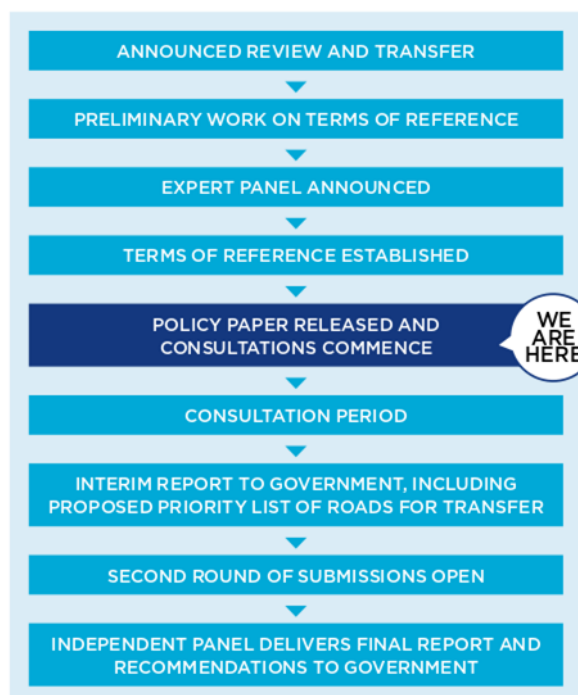 ANNOUNCED REVIEW AND TRANSFER
PRELIMINARY WORK ON TERMS OF REFERENCE
EXPERT PANEL ANNOUNCED
TERMS OF REFERENCE ESTABLISHED
POLICY PAPER RELEASED AND
CONSULTATIONS COMMENCE
WE
ARE
HERE
CONSULTATION PERIOD
INTERIM REPORT TO GOVERNMENT, INCLUDING
PROPOSED PRIORITY LIST OF ROADS FOR TRANSFER
SECOND ROUND OF SUBMISSIONS OPEN
INDEPENDENT PANEL DELIVERS FINAL REPORT AND
RECOMMENDATIONS TO GOVERNMENT